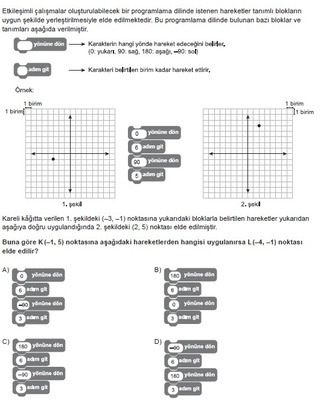 Etkileşimli çalışmalar oluşturulabilecek bir programlama dilinde istenen hareketler tanımlı blokların
uygun şekilde yerleştirilmesiyle elde edilmektedir. Bu programlama dilinde bulunan bazı bloklar ve
tanımları aşağıda verilmiştir.
yönüne dön → Karakterin hangi yönde hareket edeceğini belirler,
(0: yukarı, 90: sağ, 180: aşağı, –90: sol)
adım git → Karakteri belirtilen birim kadar hareket ettirir.
Örnek:
1 birim
1 birim
1 birim
1 birim
0 yönüne dön
6 adım git
90 yönüne dön
5 adım git
1. şekil
2. şekil
Kareli kâğıtta verilen 1. şekildeki (–3, –1) noktasına yukarıdaki bloklarla belirtilen hareketler yukarıdan
aşağıya doğru uygulandığında 2. şekildeki (2, 5) noktası elde edilmiştir.
Buna göre K(–1, 5) noktasına aşağıdaki hareketlerden hangisi uygulanırsa L(–4, –1) noktası
elde edilir?
A)
0 yönüne dön
6 adım git
–90 yönüne dön
3 adım git
B)
180 yönüne dön
8 adım git
0 yönüne dön
3 adım git
C)
180 yönüne dön
6 adım git
–90 yönüne dön
3 adım git
D)
–90 yönüne dön
6 adım git
180 yönüne dön
3 adım git